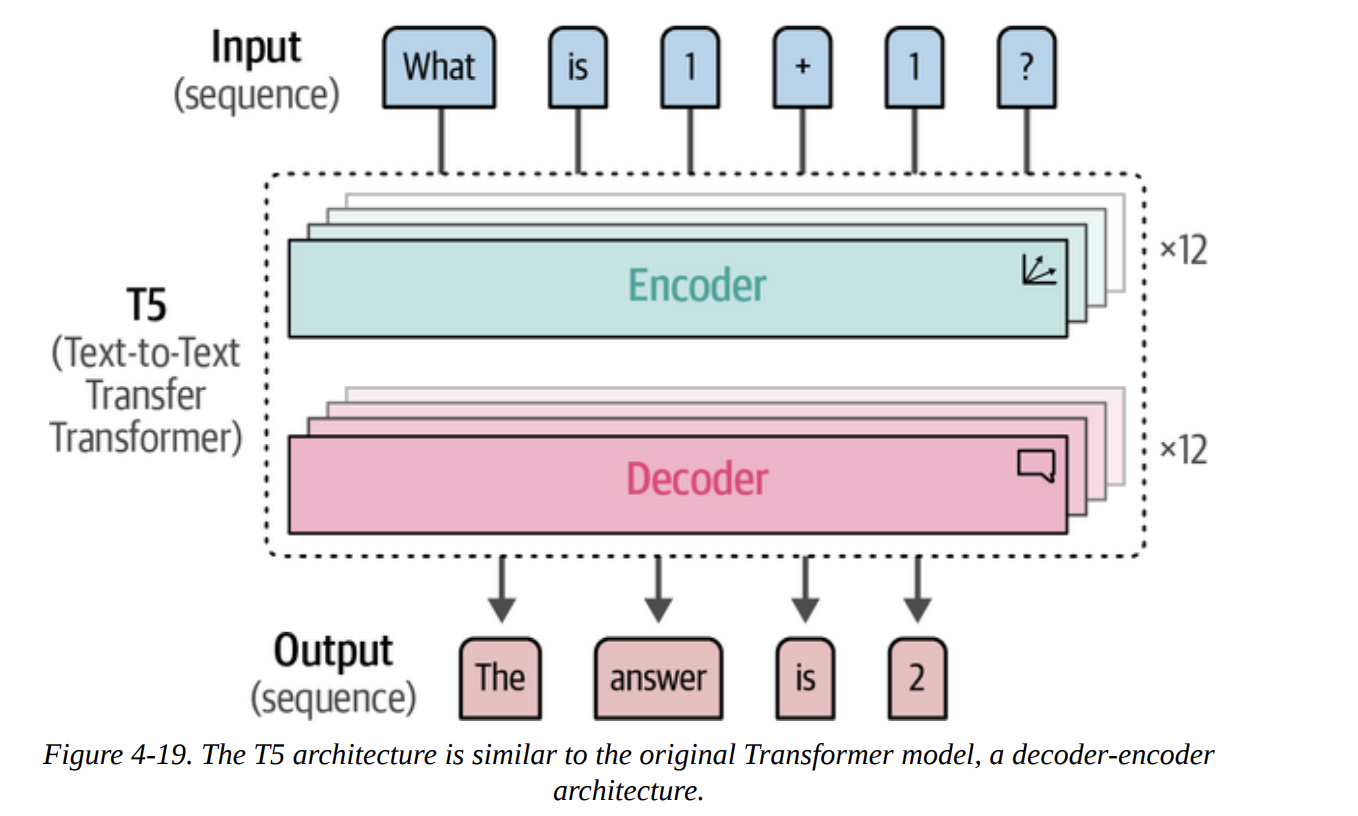 Input
(sequence)
What is 1 + 1 ?
Encoder
×12
T5
(Text-to-Text
Transfer
Transformer)
Decoder
×12
Output
(sequence)
The answer is 2
Figure 4-19. The T5 architecture is similar to the original Transformer model, a decoder-encoder
architecture.